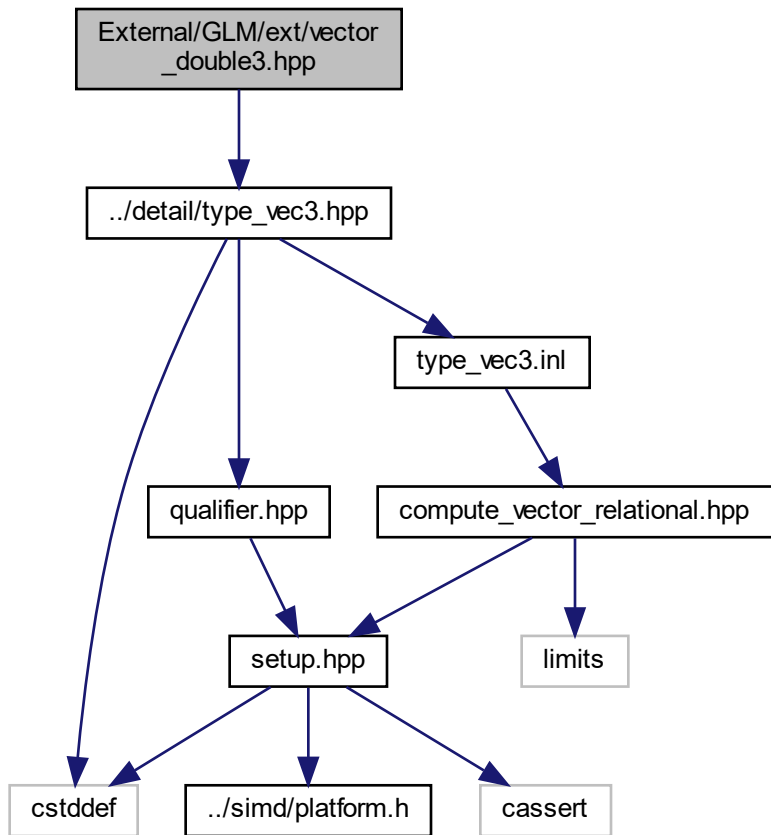 External/GLM/ext/vector
_double3.hpp
../detail/type_vec3.hpp
type_vec3.inl
qualifier.hpp
compute_vector_relational.hpp
setup.hpp
limits
cstddef
../simd/platform.h
cassert